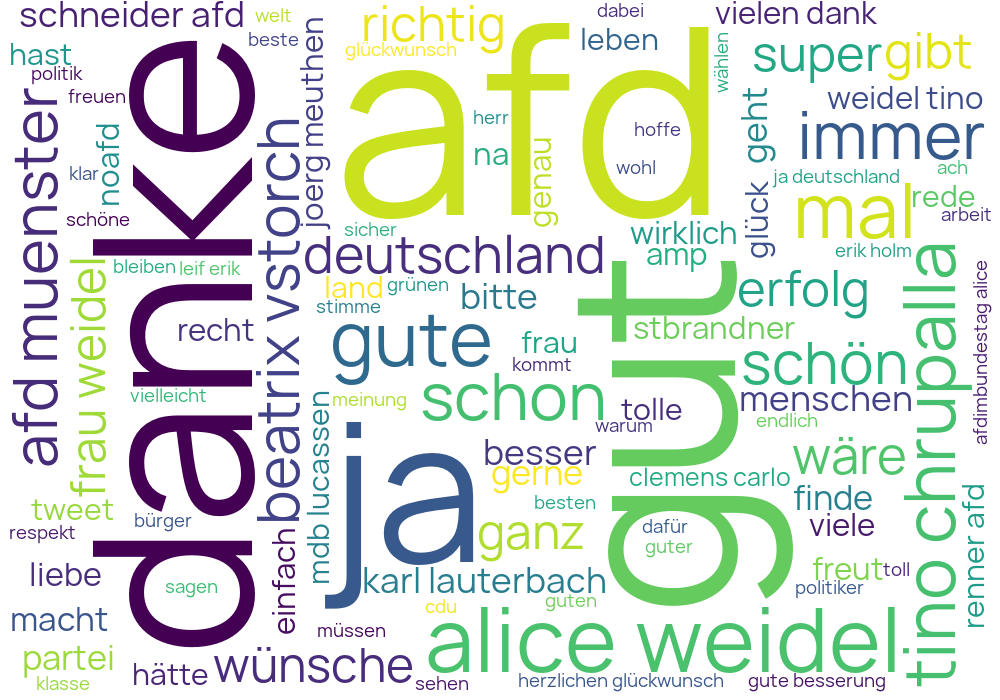 schneider afd
welt
dabei
vielen dank
hast
beste
richtig
glückwunsch
leben
super
gibt
politik
freuen
joerg meuthen
afd
wählen
weidel tino
afd muenster
noafd
danke
beatrix vstorch
herr
hoffe
geht
immer
klar
na
genau
wohl
ja deutschland
ach
schöne
glück
mal
rede
arbeit
sicher
wirklich
erik holm
frau weidel
bleiben
leif erik
deutschland
amp
land
grünen
bitte
gut
erfolg
tino chrupalla
afdimbundestag alice
stimme
recht
gute
frau
stbrandner
kommt
schön
vielleicht
mdb lucassen
meinung
schon
tolle
menschen
warum
endlich
ja
besser
wäre
gerne
clemens carlo
tweet
bürger
besten
finde
renner afd
respekt
einfach
ganz
dafür
viele
guter
liebe
sagen
karl lauterbach
freut
toll
politiker
macht
cdu
guten
müssen
alice weidel
partei
hätte
wünsche
klasse
sehen
herzlichen glückwunsch
gute besserung